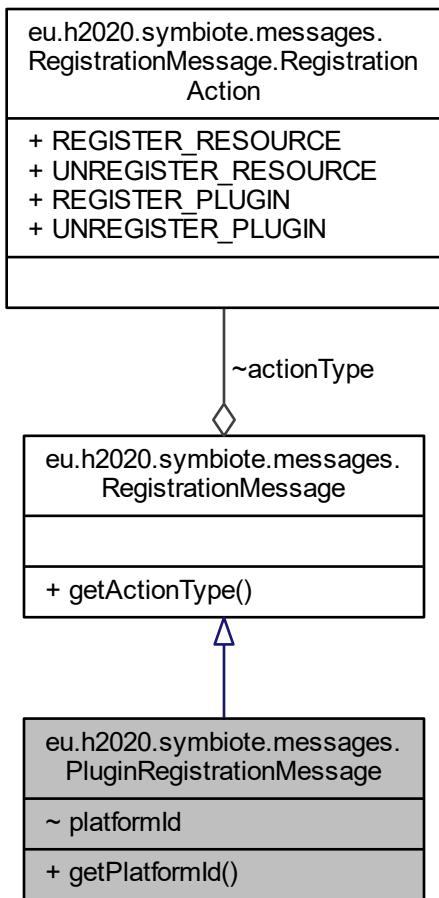 eu.h2020.symbiote.messages.
RegistrationMessage.Registration
Action
+ REGISTER_RESOURCE
+ UNREGISTER_RESOURCE
+ REGISTER_PLUGIN
+ UNREGISTER_PLUGIN
~actionType
eu.h2020.symbiote.messages.
RegistrationMessage
+ getActionType()
eu.h2020.symbiote.messages.
PluginRegistrationMessage
~ platformId
+ getPlatformId()